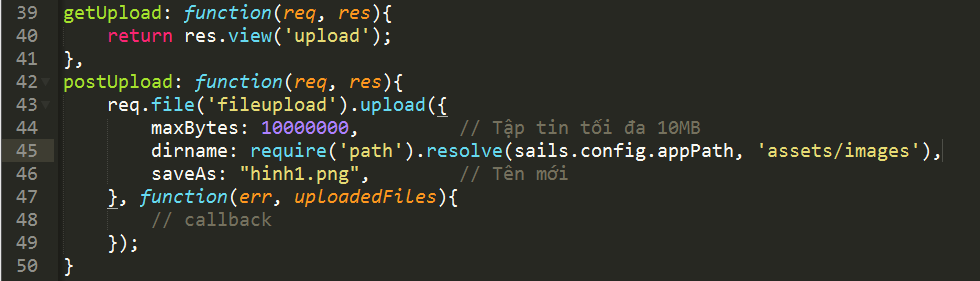 39 getUpload: function(req, res){
40     return res.view('upload');
41 },
42 postUpload: function(req, res){
43     req.file('fileupload').upload({
44         maxBytes: 10000000,          // Tập tin tối đa 10MB
45         dirname: require('path').resolve(sails.config.appPath, 'assets/images'),
46         saveAs: "hinh1.png",         // Tên mới
47     }, function(err, uploadedFiles){
48         // callback
49     });
50 }